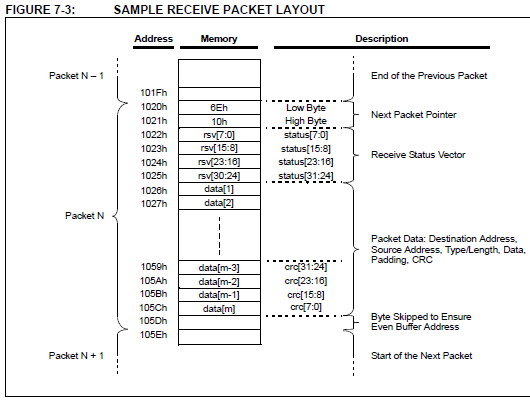 FIGURE 7-3: SAMPLE RECEIVE PACKET LAYOUT
Address Memory Description
Packet N – 1 End of the Previous Packet
101Fh
1020h 6Eh Low Byte
Next Packet Pointer
1021h 10h High Byte
1022h rsv[7:0] status[7:0]
1023h rsv[15:8] status[15:8]
Receive Status Vector
1024h rsv[23:16] status[23:16]
1025h rsv[30:24] status[31:24]
1026h data[1]
1027h data[2]
Packet N
Packet Data: Destination Address,
Source Address, Type/Length, Data,
Padding, CRC
1059h data[m-3] crc[31:24]
105Ah data[m-2] crc[23:16]
105Bh data[m-1] crc[15:8]
105Ch data[m] crc[7:0]
105Dh Byte Skipped to Ensure
Even Buffer Address
105Eh
Packet N + 1 Start of the Next Packet